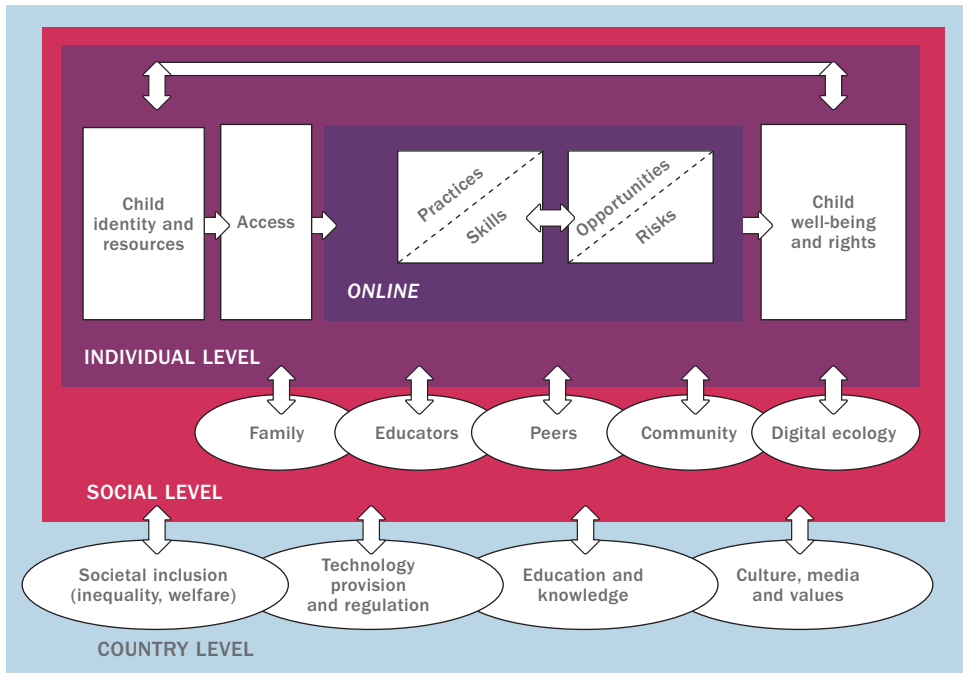 Child
identity and
resources
Access
Practices
Skills
Opportunities
Risks
Child
well-being
and rights
ONLINE
INDIVIDUAL LEVEL
Family
Educators
Peers
Community
Digital ecology
SOCIAL LEVEL
Societal inclusion
(inequality, welfare)
Technology
provision
and regulation
Education and
knowledge
Culture, media
and values
COUNTRY LEVEL